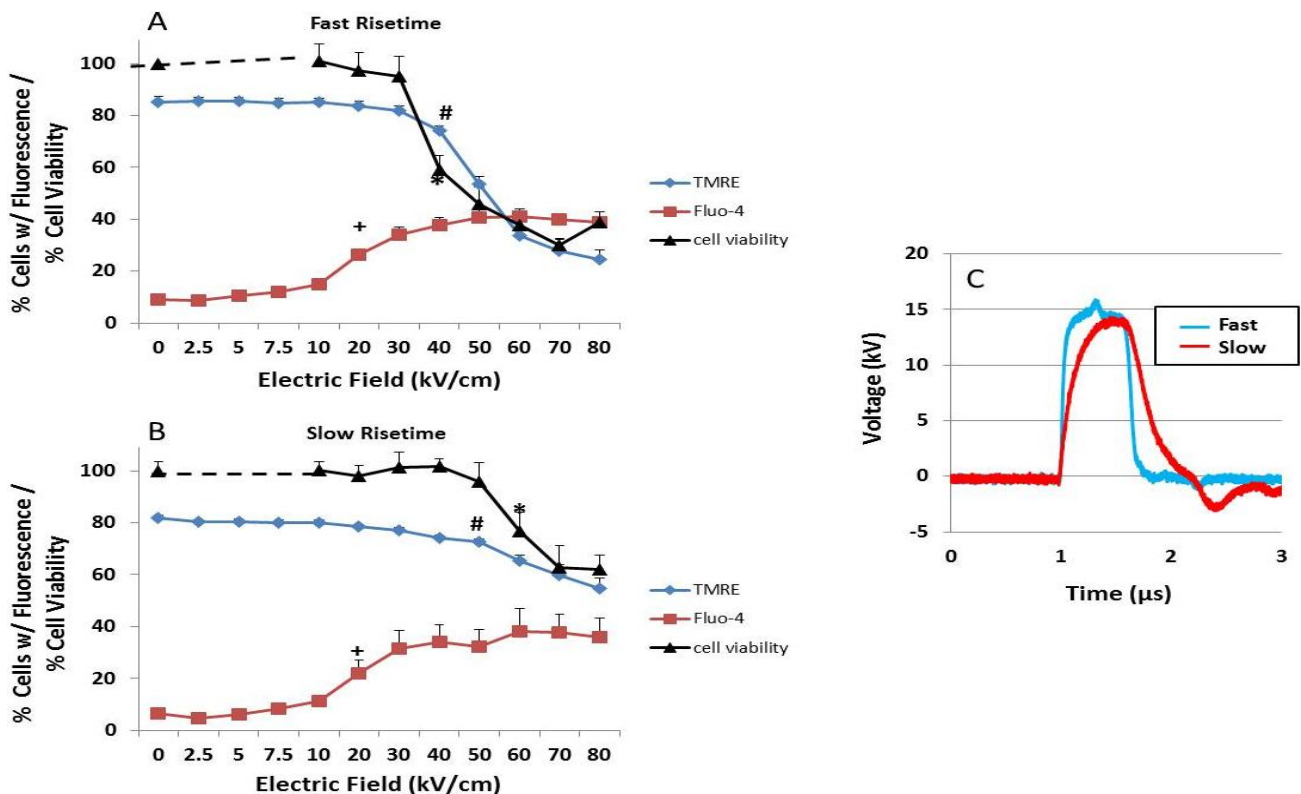 A
Fast Risetime
% Cells w/ Fluorescence /
% Cell Viability
100
80
60
40
20
0
#
*
+
0 2.5 5 7.5 10 20 30 40 50 60 70 80
Electric Field (kV/cm)
TMRE
Fluo-4
cell viability
B
Slow Risetime
% Cells w/ Fluorescence /
% Cell Viability
100
80
60
40
20
0
*
#
+
0 2.5 5 7.5 10 20 30 40 50 60 70 80
Electric Field (kV/cm)
TMRE
Fluo-4
cell viability
C
Voltage (kV)
20
15
10
5
0
-5
Fast
Slow
0 1 2 3
Time (µs)